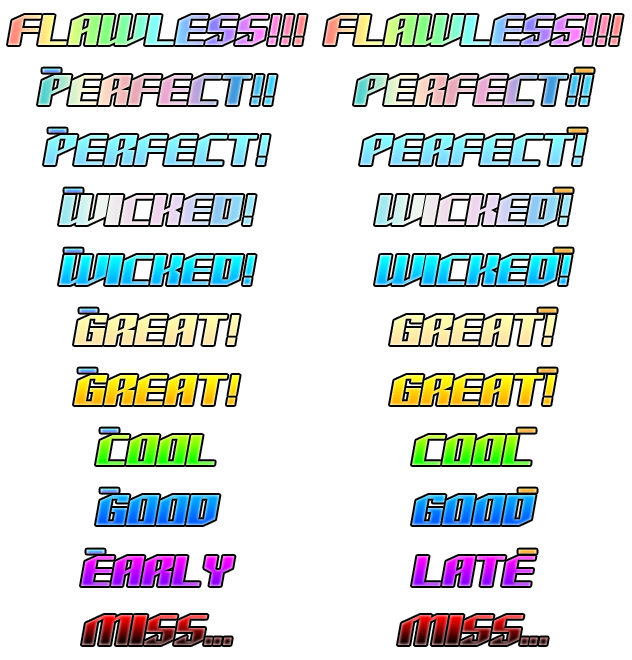 FLAWLESS!!! FLAWLESS!!!
PERFECT!! PERFECT!!
PERFECT! PERFECT!
WICKED! WICKED!
WICKED! WICKED!
GREAT! GREAT!
GREAT! GREAT!
COOL COOL
GOOD GOOD
EARLY LATE
MISS... MISS...